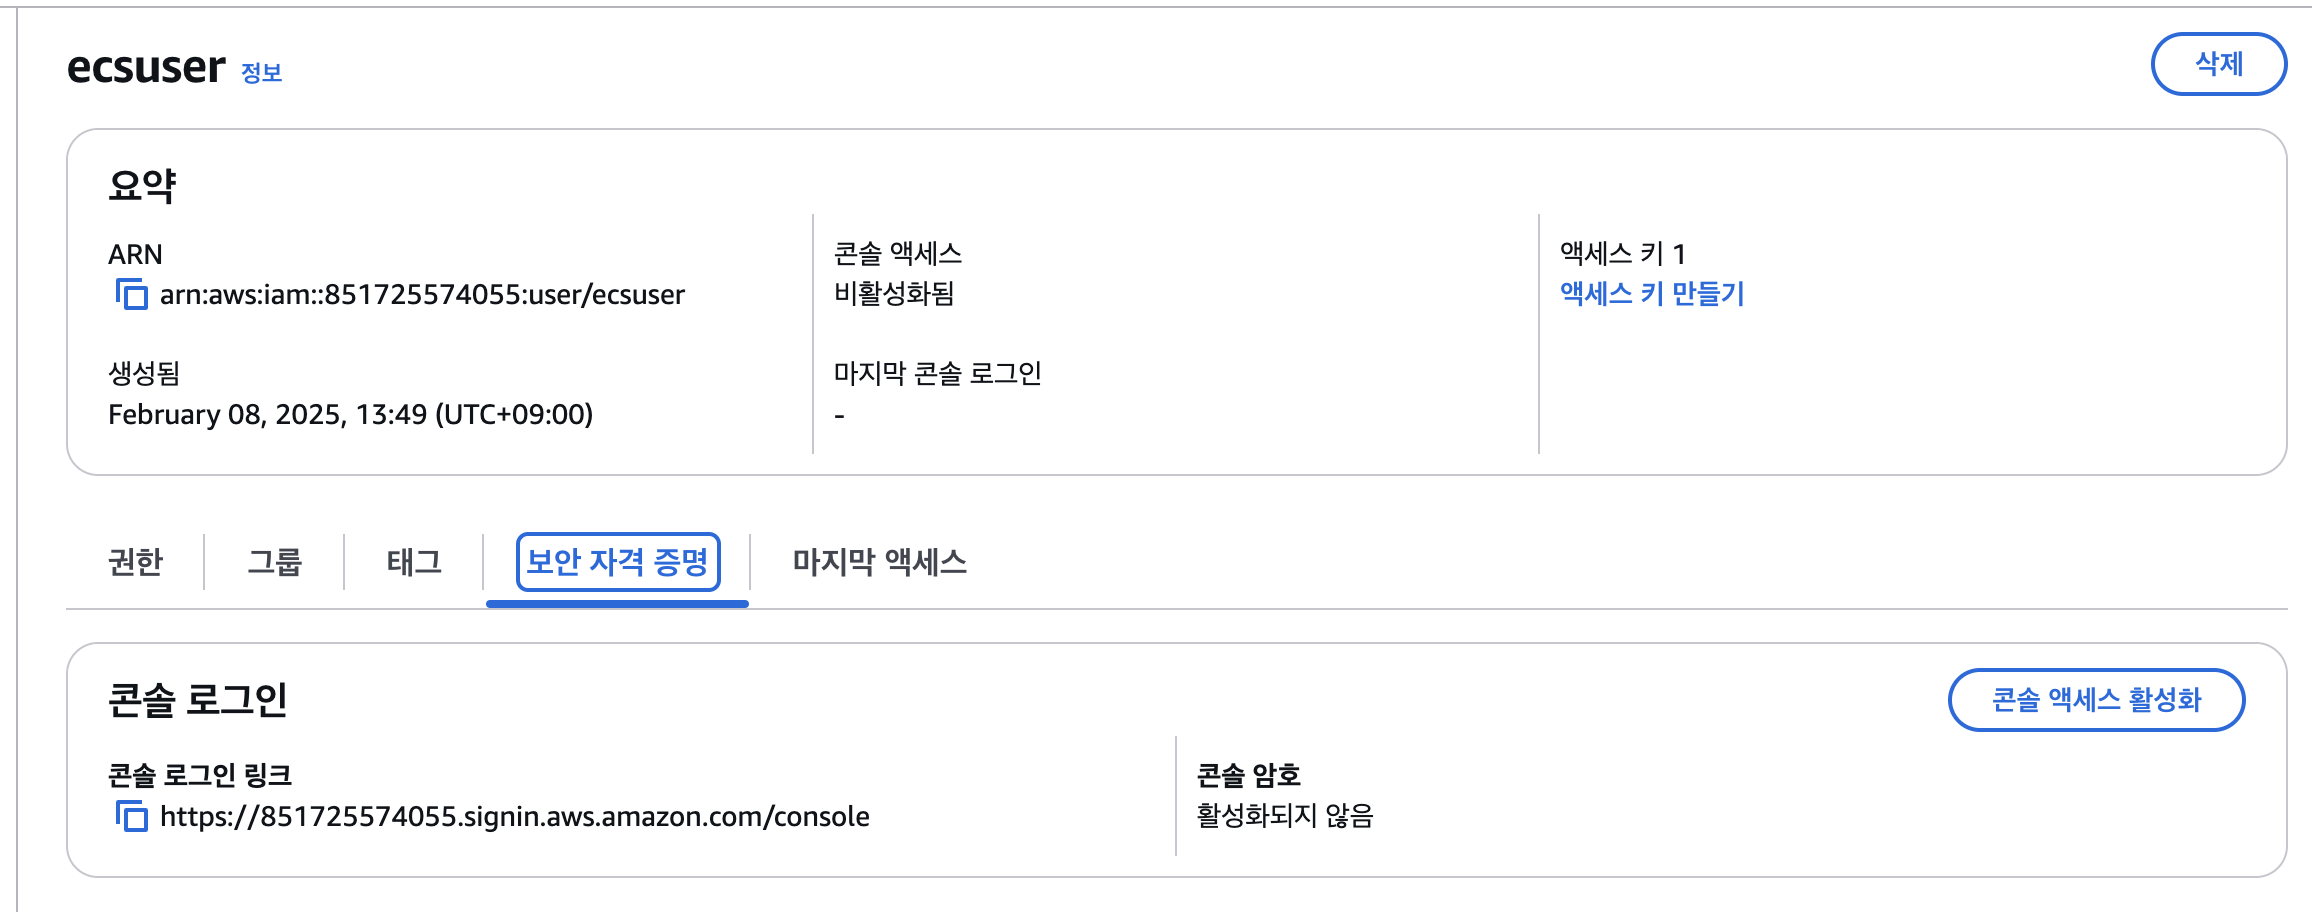 ecsuser 정보
삭제
요약
ARN
arn:aws:iam::851725574055:user/ecsuser
생성됨
February 08, 2025, 13:49 (UTC+09:00)
콘솔 액세스
비활성화됨
마지막 콘솔 로그인
-
액세스 키 1
액세스 키 만들기
권한 그룹 태그 보안 자격 증명 마지막 액세스
콘솔 로그인
콘솔 액세스 활성화
콘솔 로그인 링크
https://851725574055.signin.aws.amazon.com/console
콘솔 암호
활성화되지 않음